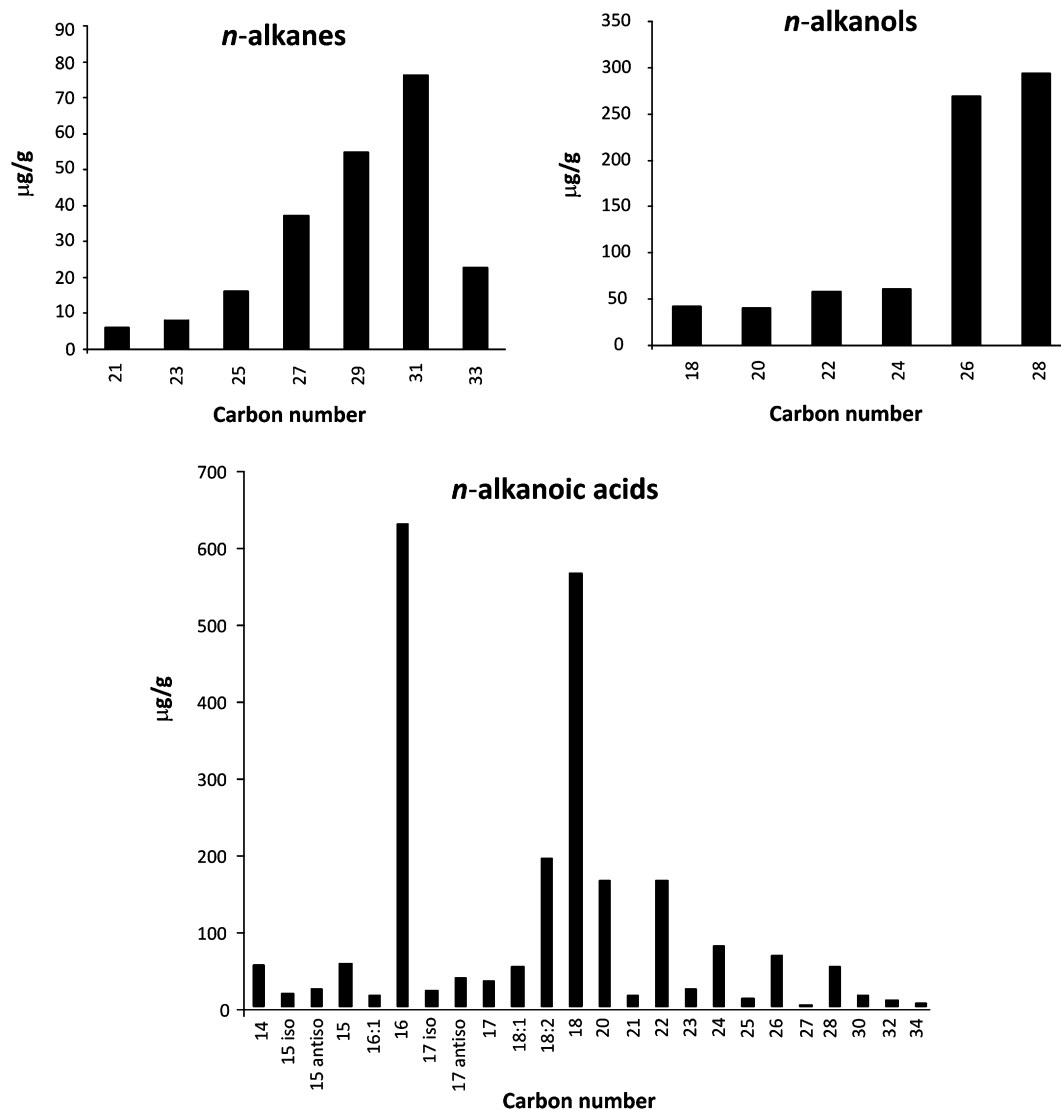 n-alkanes
90
80
70
60
50
40
30
20
10
0
µg/g
21 23 25 27 29 31 33
Carbon number
n-alkanols
350
300
250
200
150
100
50
0
µg/g
18 20 22 24 26 28
Carbon number
n-alkanoic acids
700
600
500
400
300
200
100
0
µg/g
14 15 iso 15 antiso 15 16:1 16 17 iso 17 antiso 17 18:1 18:2 18 20 21 22 23 24 25 26 27 28 30 32 34
Carbon number